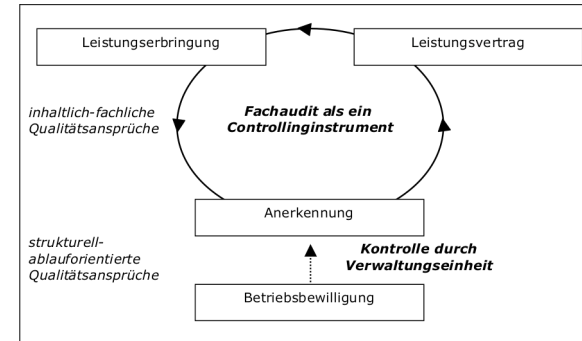 Leistungserbringung
Leistungsvertrag
inhaltlich-fachliche
Qualitätsansprüche
Fachaudit als ein
Controllinginstrument
Anerkennung
strukturell-
ablauforientierte
Qualitätsansprüche
Kontrolle durch
Verwaltungseinheit
Betriebsbewilligung